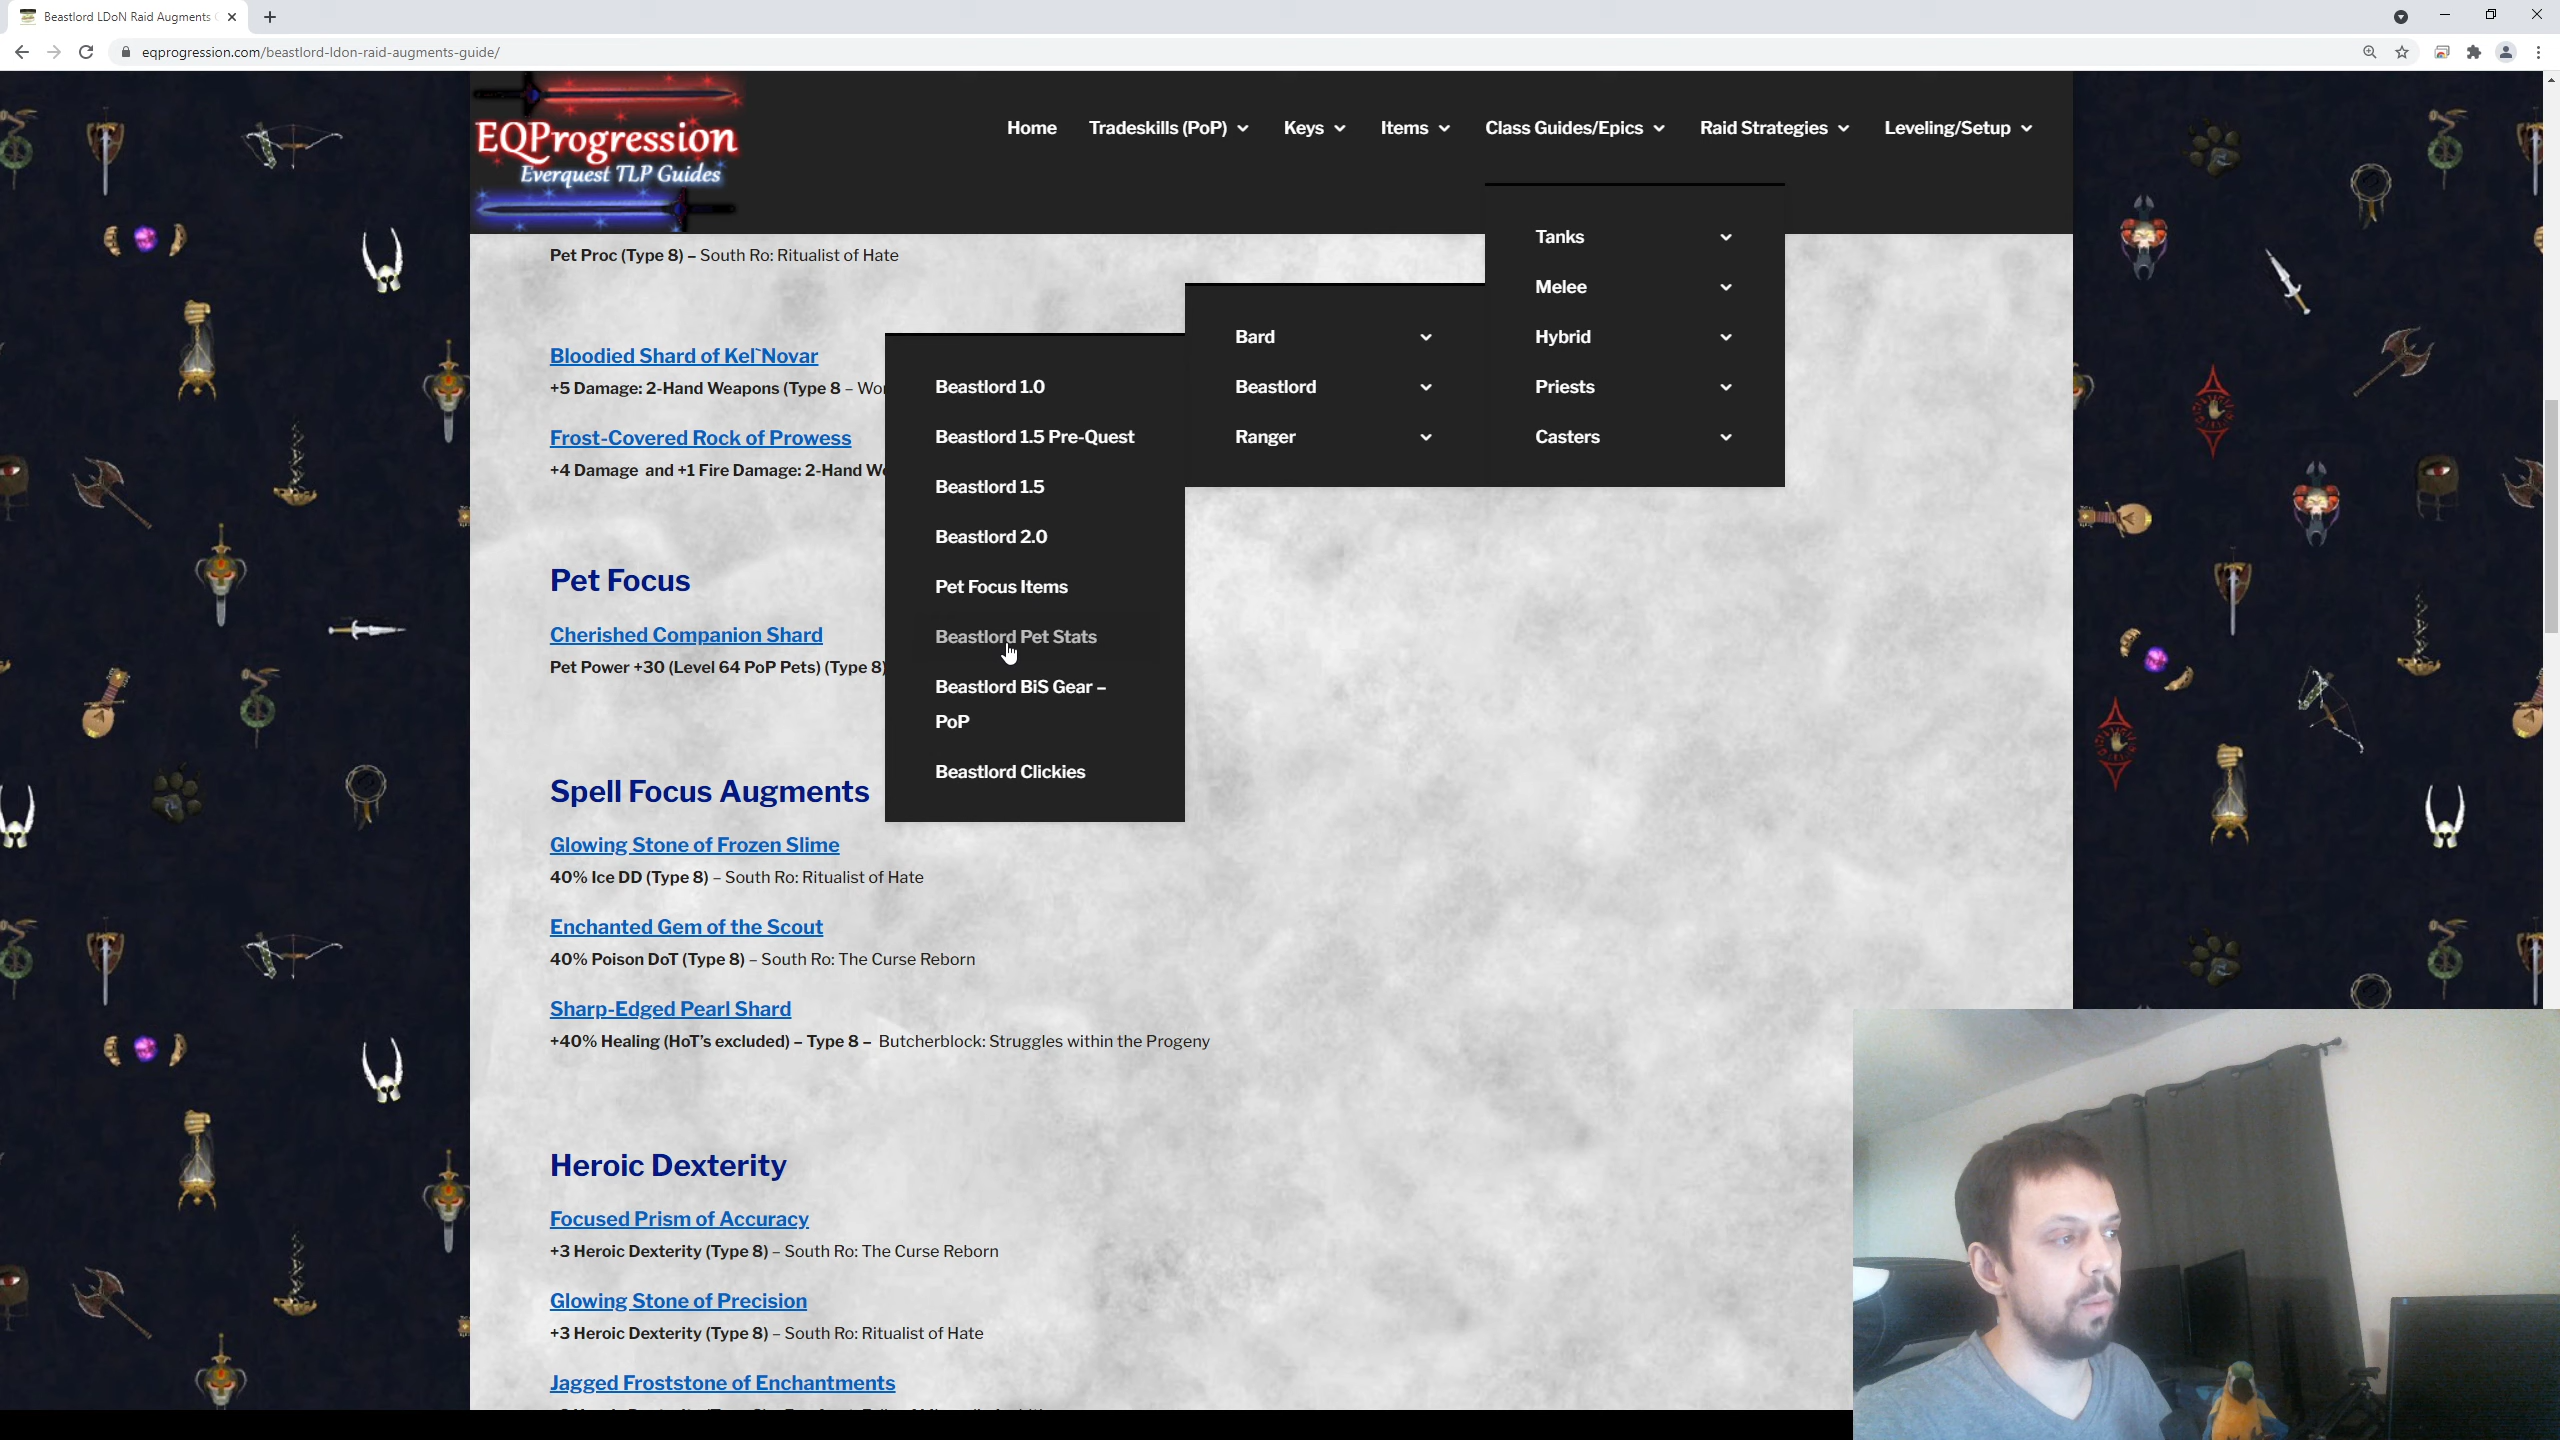 Beastlord LDoN Raid Augments
eqprogression.com/beastlord-ldon-raid-augments-guide/
EQProgression
Everquest TLP Guides
Home
Tradeskills (PoP)
Keys
Items
Class Guides/Epics
Raid Strategies
Leveling/Setup
Tanks
Melee
Hybrid
Priests
Casters
Bard
Beastlord
Ranger
Beastlord 1.0
Beastlord 1.5 Pre-Quest
Beastlord 1.5
Beastlord 2.0
Pet Focus Items
Beastlord Pet Stats
Beastlord BiS Gear –
PoP
Beastlord Clickies
Pet Proc (Type 8) – South Ro: Ritualist of Hate
Bloodied Shard of Kel`Novar
+5 Damage: 2-Hand Weapons (Type 8 –
Frost-Covered Rock of Prowess
+4 Damage and +1 Fire Damage: 2-Hand
Pet Focus
Cherished Companion Shard
Pet Power +30 (Level 64 PoP Pets) (Type 8)
Spell Focus Augments
Glowing Stone of Frozen Slime
40% Ice DD (Type 8) – South Ro: Ritualist of Hate
Enchanted Gem of the Scout
40% Poison DoT (Type 8) – South Ro: The Curse Reborn
Sharp-Edged Pearl Shard
+40% Healing (HoT’s excluded) – Type 8 – Butcherblock: Struggles within the Progeny
Heroic Dexterity
Focused Prism of Accuracy
+3 Heroic Dexterity (Type 8) – South Ro: The Curse Reborn
Glowing Stone of Precision
+3 Heroic Dexterity (Type 8) – South Ro: Ritualist of Hate
Jagged Froststone of Enchantments